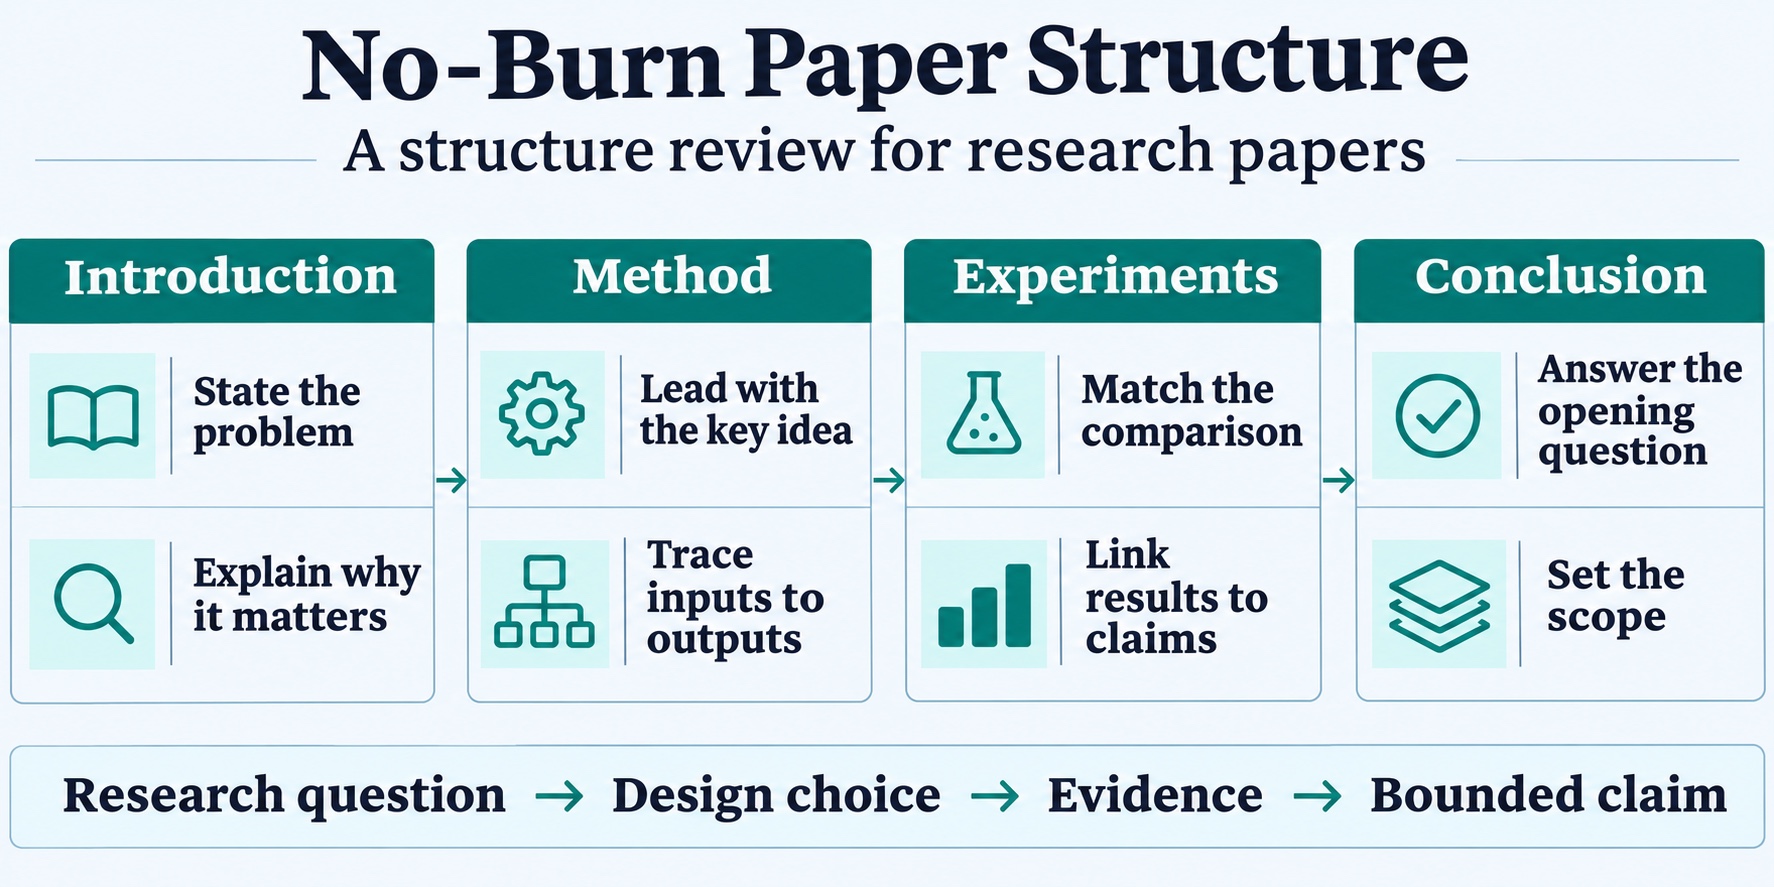 No-Burn Paper Structure
A structure review for research papers
Introduction
State the
problem
Explain why
it matters
Method
Lead with
the key idea
Trace
inputs to
outputs
Experiments
Match the
comparison
Link
results to
claims
Conclusion
Answer the
opening
question
Set the
scope
Research question → Design choice → Evidence → Bounded claim